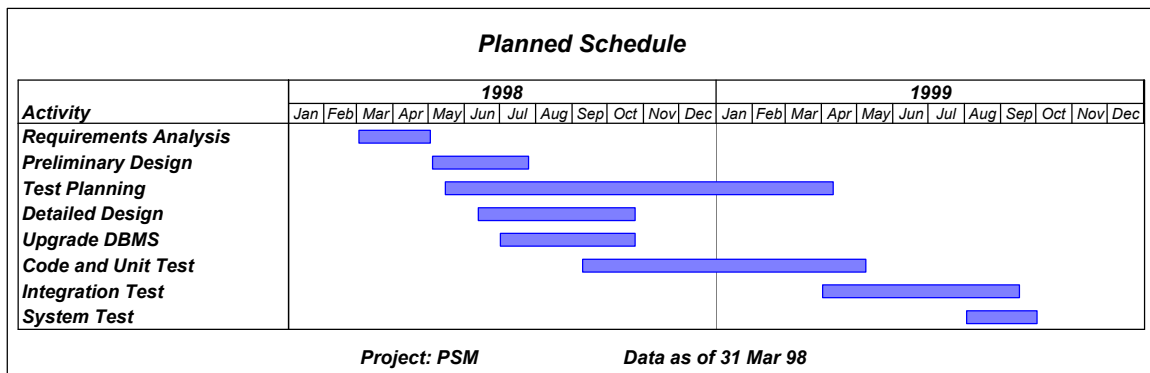 Planned Schedule
1998 1999
Activity Jan Feb Mar Apr May Jun Jul Aug Sep Oct Nov Dec Jan Feb Mar Apr May Jun Jul Aug Sep Oct Nov Dec
Requirements Analysis
Preliminary Design
Test Planning
Detailed Design
Upgrade DBMS
Code and Unit Test
Integration Test
System Test
Project: PSM Data as of 31 Mar 98